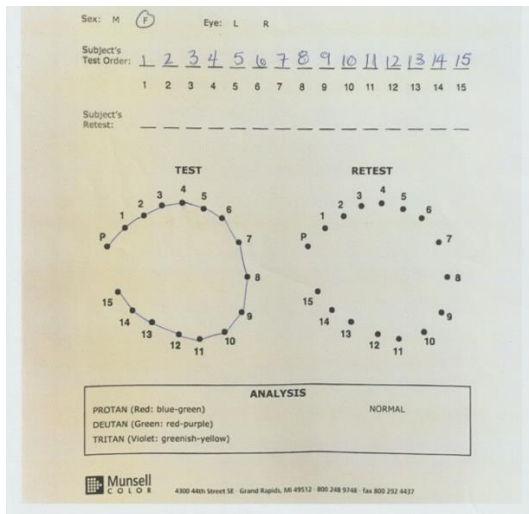 Sex: M F Eye: L R
Subject's
Test Order: 1 2 3 4 5 6 7 8 9 10 11 12 13 14 15
1 2 3 4 5 6 7 8 9 10 11 12 13 14 15
Subject's
Retest:
TEST RETEST
P 1 2 3 4 5 6 7 8 9 10 11 12 13 14 15
P 1 2 3 4 5 6 7 8 9 10 11 12 13 14 15
ANALYSIS
PROTAN (Red: blue-green) NORMAL
DEUTAN (Green: red-purple)
TRITAN (Violet: greenish-yellow)
Munsell
COLOR 4300 44th Street SE · Grand Rapids, MI 49512 · 800 248 9748 · fax 800 292 4437